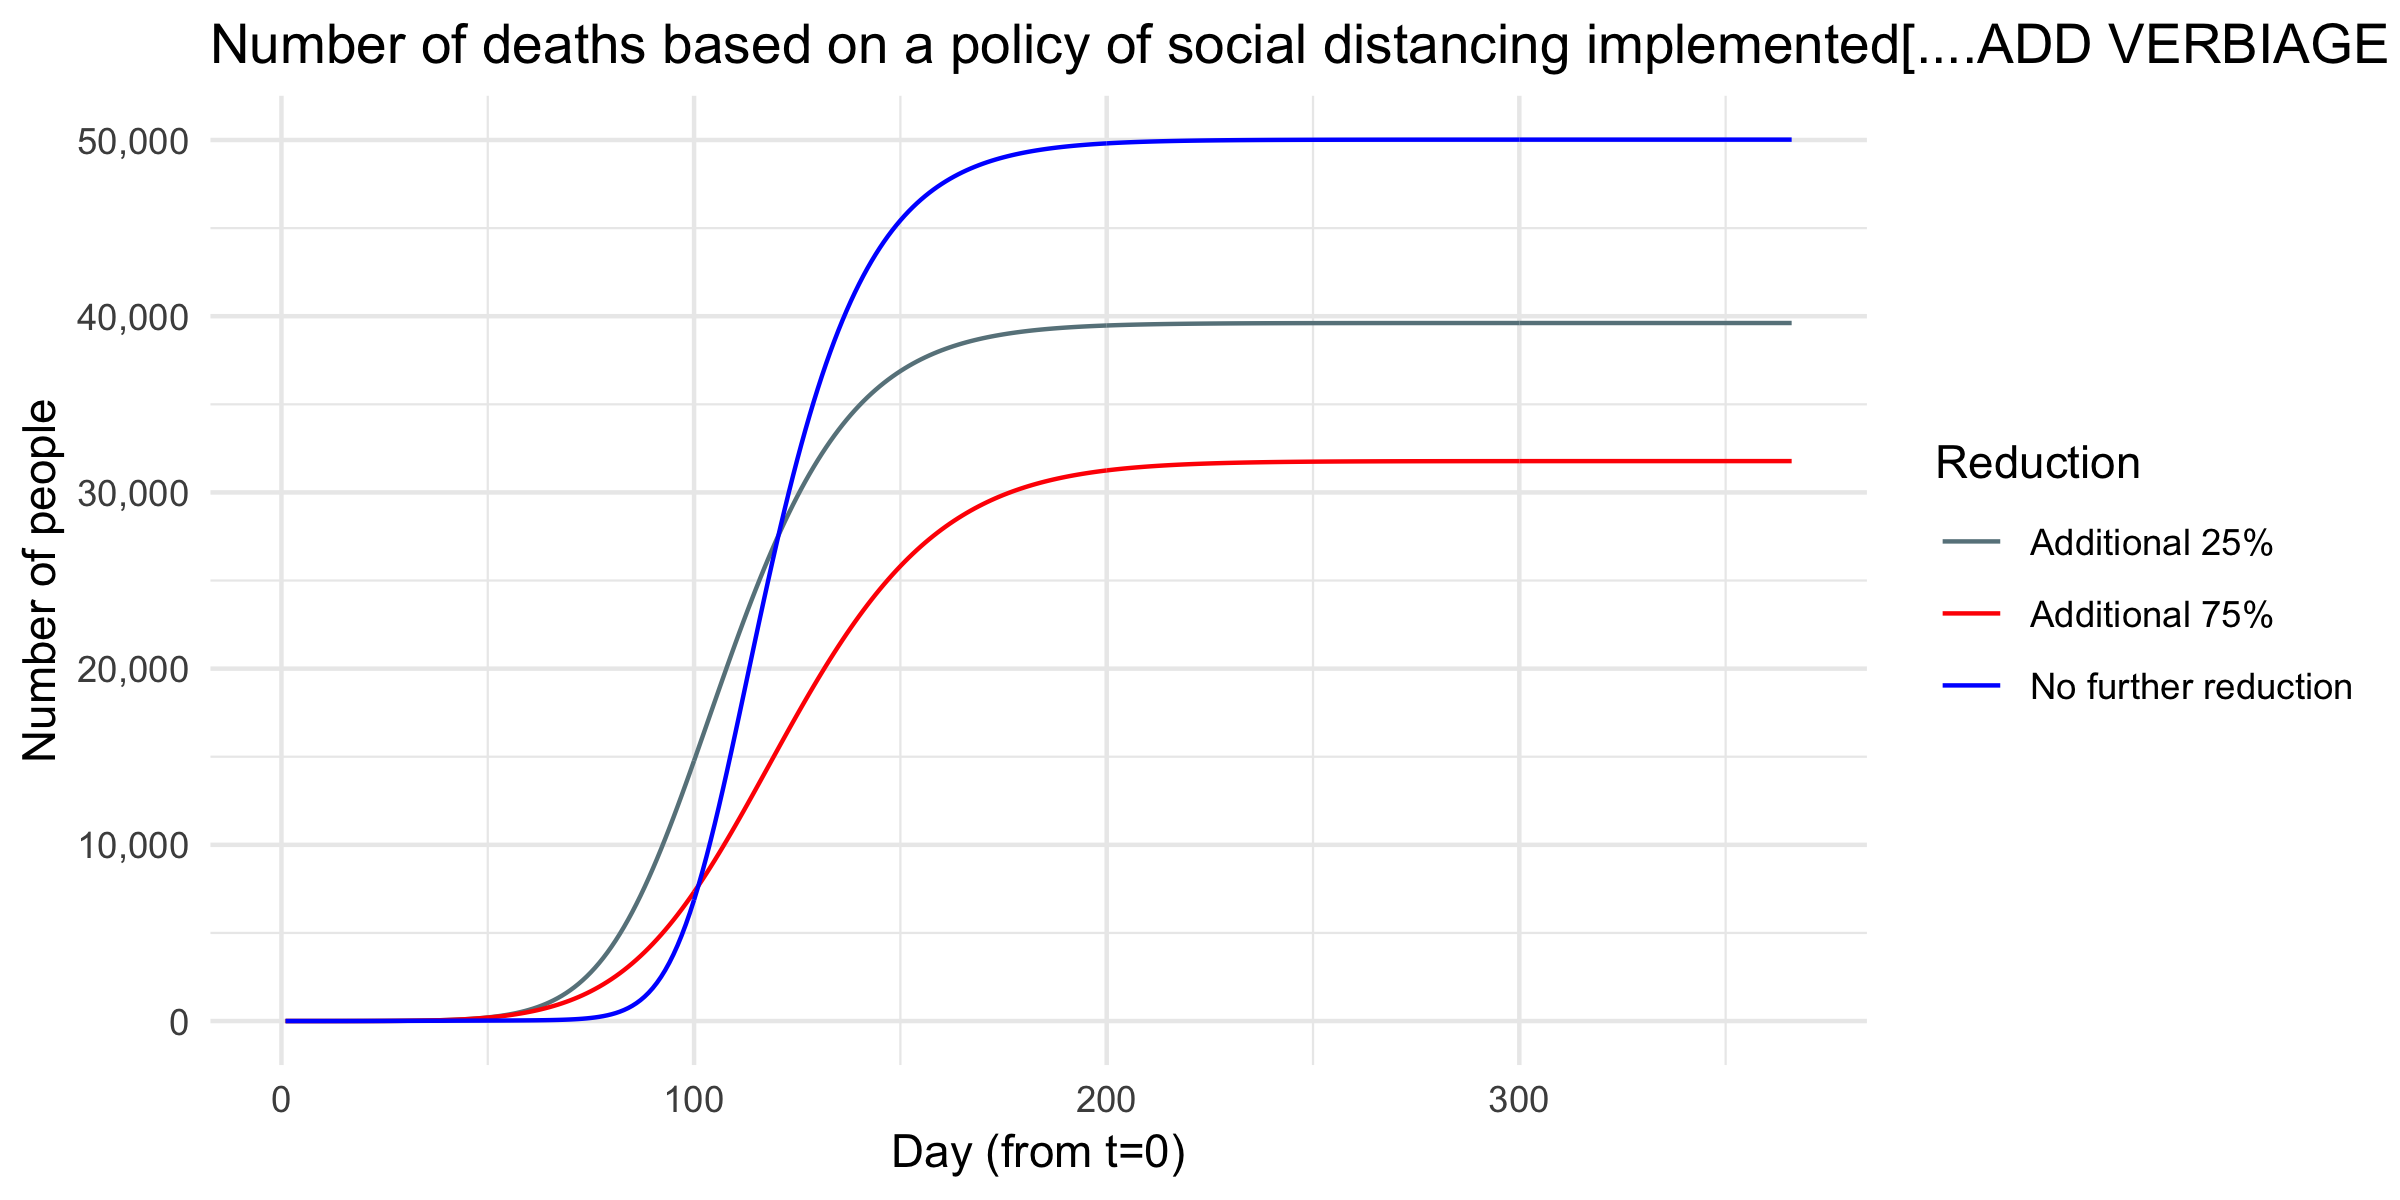 Number of deaths based on a policy of social distancing implemented[....ADD VERBIAGE
50,000
40,000
30,000
20,000
10,000
0
Number of people
0 100 200 300
Day (from t=0)
Reduction
Additional 25%
Additional 75%
No further reduction